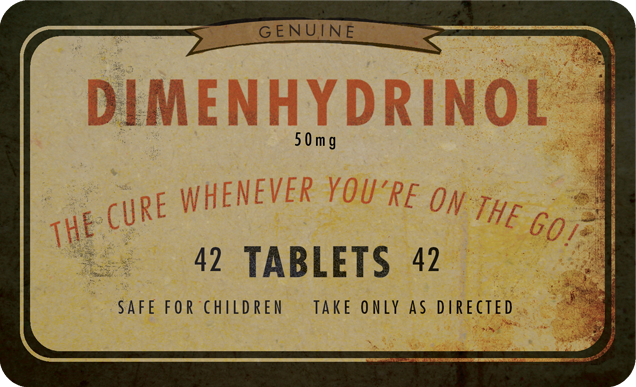 GENUINE
DIMENHYDRINOL
50mg
THE CURE WHENEVER YOU'RE ON THE GO!
42 TABLETS 42
SAFE FOR CHILDREN TAKE ONLY AS DIRECTED